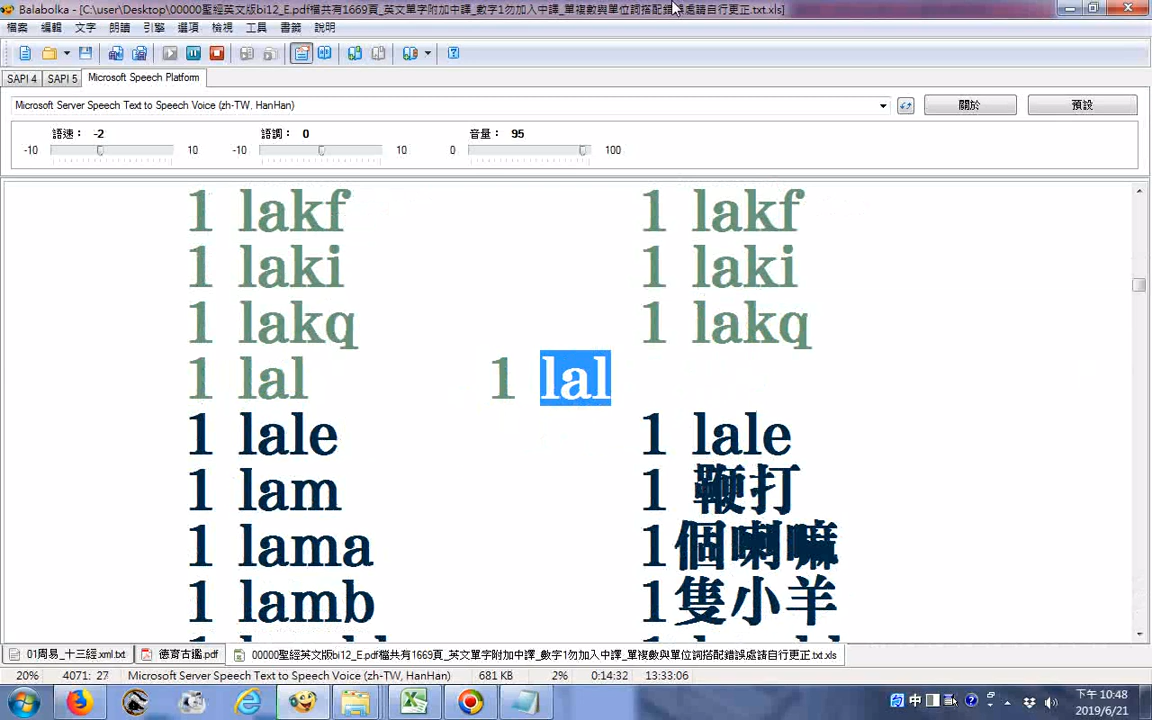 Balabolka - [C:\user\Desktop\00000聖經英文版bi12_E.pdf檔共有1669頁_英文單字附加中譯_數字1勿加入中譯_單複數與單位詞搭配錯誤處請自行更正.txt.xls]
檔案 編輯 文字 朗讀 引擎 選項 檢視 工具 書籤 說明
SAPI 4 SAPI 5 Microsoft Speech Platform
Microsoft Server Speech Text to Speech Voice (zh-TW, HanHan) 關於 預設
語速： -2 語調： 0 音量： 95
-10 10 -10 10 0 100
1 lakf 1 lakf
1 laki 1 laki
1 lakq 1 lakq
1 lal 1 lal
1 lale 1 lale
1 lam 1 鞭打
1 lama 1個喇嘛
1 lamb 1隻小羊
01周易_十三經.xml.txt 德育古鑑.pdf 00000聖經英文版bi12_E.pdf檔共有1669頁_英文單字附加中譯_數字1勿加入中譯_單複數與單位詞搭配錯誤處請自行更正.txt.xls
20% 4071: 27 Microsoft Server Speech Text to Speech Voice (zh-TW, HanHan) 681 KB 2% 0:14:32 13:33:06
中 下午 10:48
2019/6/21